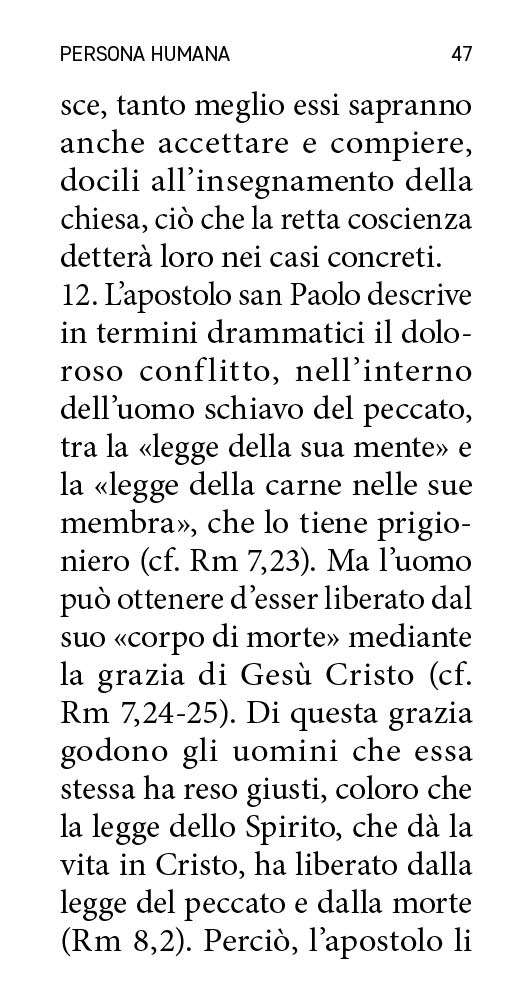 PERSONA HUMANA 47
sce, tanto meglio essi sapranno
anche accettare e compiere,
docili all’insegnamento della
chiesa, ciò che la retta coscienza
detterà loro nei casi concreti.
12. L’apostolo san Paolo descrive
in termini drammatici il dolo-
roso conflitto, nell’interno
dell’uomo schiavo del peccato,
tra la «legge della sua mente» e
la «legge della carne nelle sue
membra», che lo tiene prigio-
niero (cf. Rm 7,23). Ma l’uomo
può ottenere d’esser liberato dal
suo «corpo di morte» mediante
la grazia di Gesù Cristo (cf.
Rm 7,24-25). Di questa grazia
godono gli uomini che essa
stessa ha reso giusti, coloro che
la legge dello Spirito, che dà la
vita in Cristo, ha liberato dalla
legge del peccato e dalla morte
(Rm 8,2). Perciò, l’apostolo li